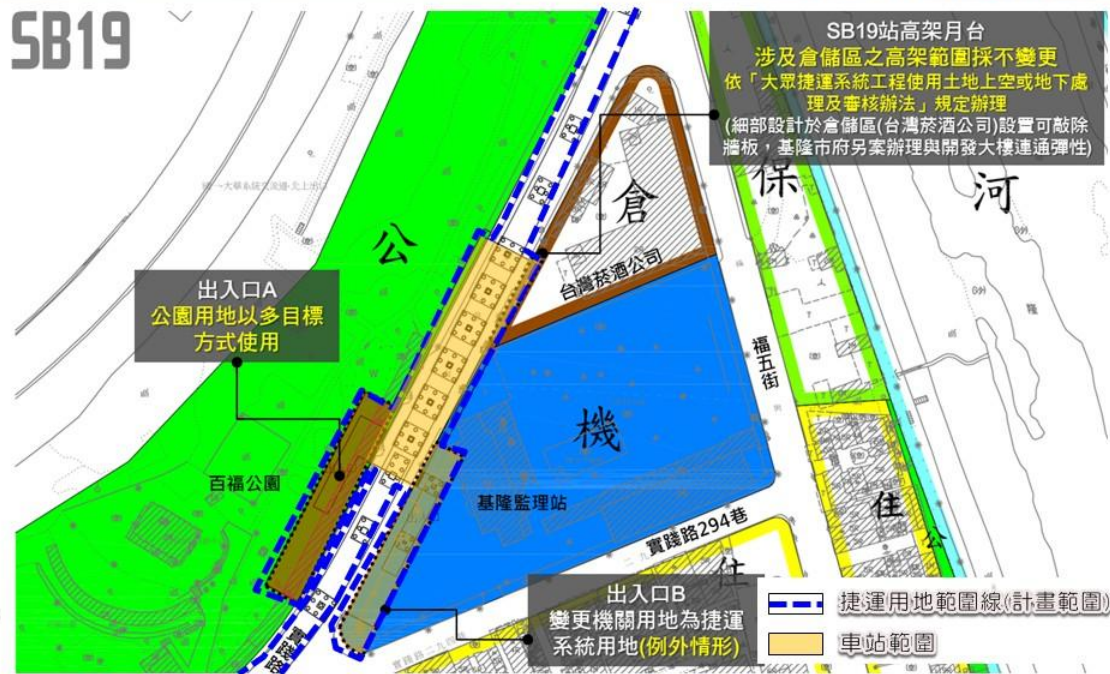 SB19
SB19站高架月台
涉及倉儲區之高架範圍採不變更
依「大眾捷運系統工程使用土地上空或地下處
理及審核辦法」規定辦理
(細部設計於倉儲區(台灣菸酒公司)設置可敲除
牆板，基隆市府另案辦理與開發大樓連通彈性)
公
倉
保
河
台灣菸酒公司
出入口A
公園用地以多目標
方式使用
福五街
機
百福公園
基隆監理站
實踐路294巷
住
住
公
出入口B
變更機關用地為捷運
系統用地(例外情形)
實踐路
捷運用地範圍線(計畫範圍)
車站範圍